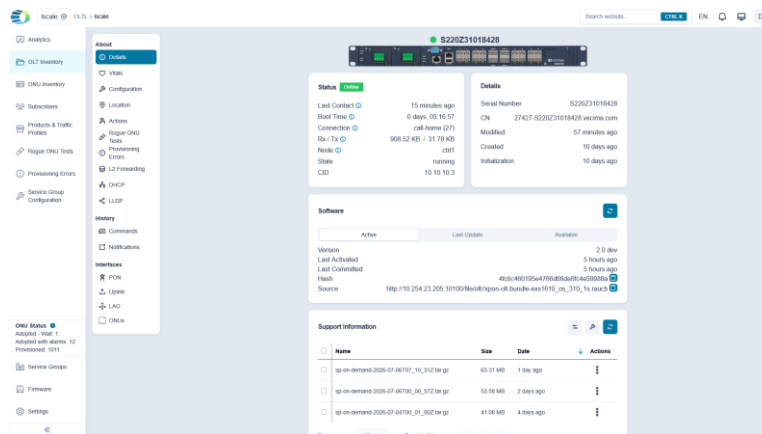 Iscale OLTs > Iscale
Search website... CTRL K EN
Analytics
OLT Inventory
ONU Inventory
Subscribers
Products & Traffic
Profiles
Rogue ONU Tests
Provisioning Errors
Service Group
Configuration
ONU Status
Adopted - Wait: 1
Adopted with alarms: 12
Provisioned: 1011
Service Groups
Firmware
Settings
About
Details
Vitals
Configuration
Location
Actions
Rogue ONU
Tests
Provisioning
Errors
L2 Forwarding
DHCP
LLDP
History
Commands
Notifications
Interfaces
PON
Uplink
LAG
ONUs
S220Z31018428
Status Online
Last Contact 15 minutes ago
Boot Time 0 days, 05:16:57
Connection call-home (27)
Rx / Tx 908.52 KB / 31.78 KB
Node cbf1
State running
CID 10.10.10.3
Details
Serial Number S220Z31018428
CN 27427-S220Z31018428.vecima.com
Modified 57 minutes ago
Created 10 days ago
Initialization 10 days ago
Software
Active Last Update Available
Version 2.0 dev
Last Activated 5 hours ago
Last Committed 5 hours ago
Hash
Source
Support Information
Name Size Date Actions
sp-on-demand-2026-07-06T07_10_31Z.tar.gz 63.31 MB 1 day ago
sp-on-demand-2026-07-06T00_00_57Z.tar.gz 2 days ago
sp-on-demand-2026-07-04T00_01_00Z.tar.gz 41.08 MB 4 days ago